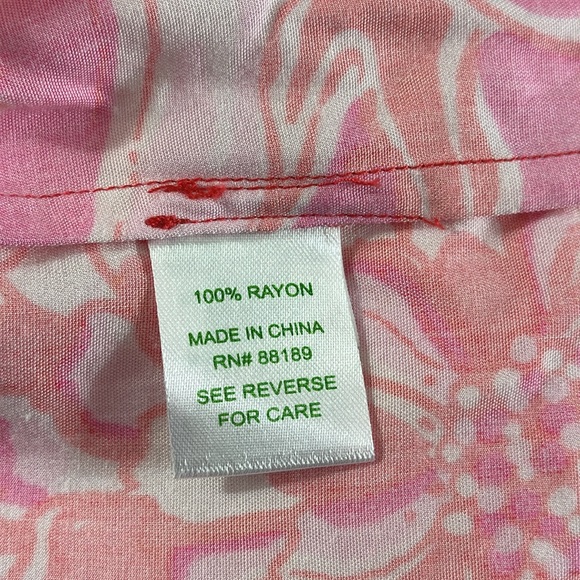 100% RAYON
MADE IN CHINA
RN# 88189
SEE REVERSE
FOR CARE